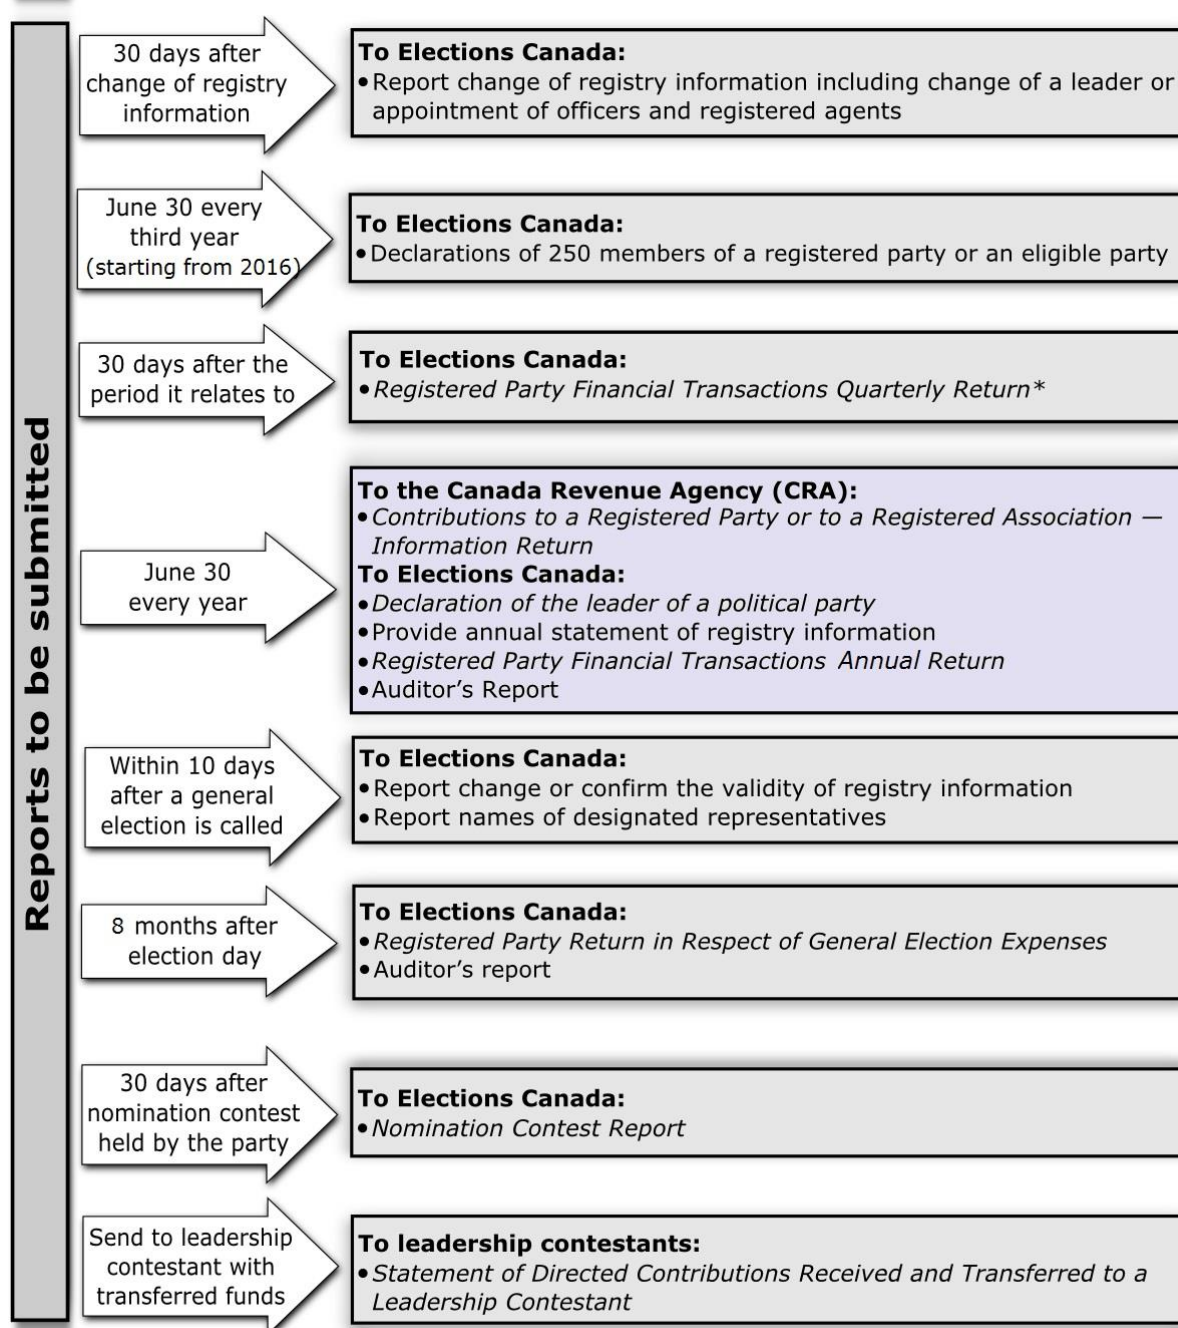 Reports to be submitted
30 days after
change of registry
information
To Elections Canada:
•Report change of registry information including change of a leader or
appointment of officers and registered agents
June 30 every
third year
(starting from 2016)
To Elections Canada:
•Declarations of 250 members of a registered party or an eligible party
30 days after the
period it relates to
To Elections Canada:
•Registered Party Financial Transactions Quarterly Return*
June 30
every year
To the Canada Revenue Agency (CRA):
•Contributions to a Registered Party or to a Registered Association —
Information Return
To Elections Canada:
•Declaration of the leader of a political party
•Provide annual statement of registry information
•Registered Party Financial Transactions Annual Return
•Auditor's Report
Within 10 days
after a general
election is called
To Elections Canada:
•Report change or confirm the validity of registry information
•Report names of designated representatives
8 months after
election day
To Elections Canada:
•Registered Party Return in Respect of General Election Expenses
•Auditor's report
30 days after
nomination contest
held by the party
To Elections Canada:
•Nomination Contest Report
Send to leadership
contestant with
transferred funds
To leadership contestants:
•Statement of Directed Contributions Received and Transferred to a
Leadership Contestant